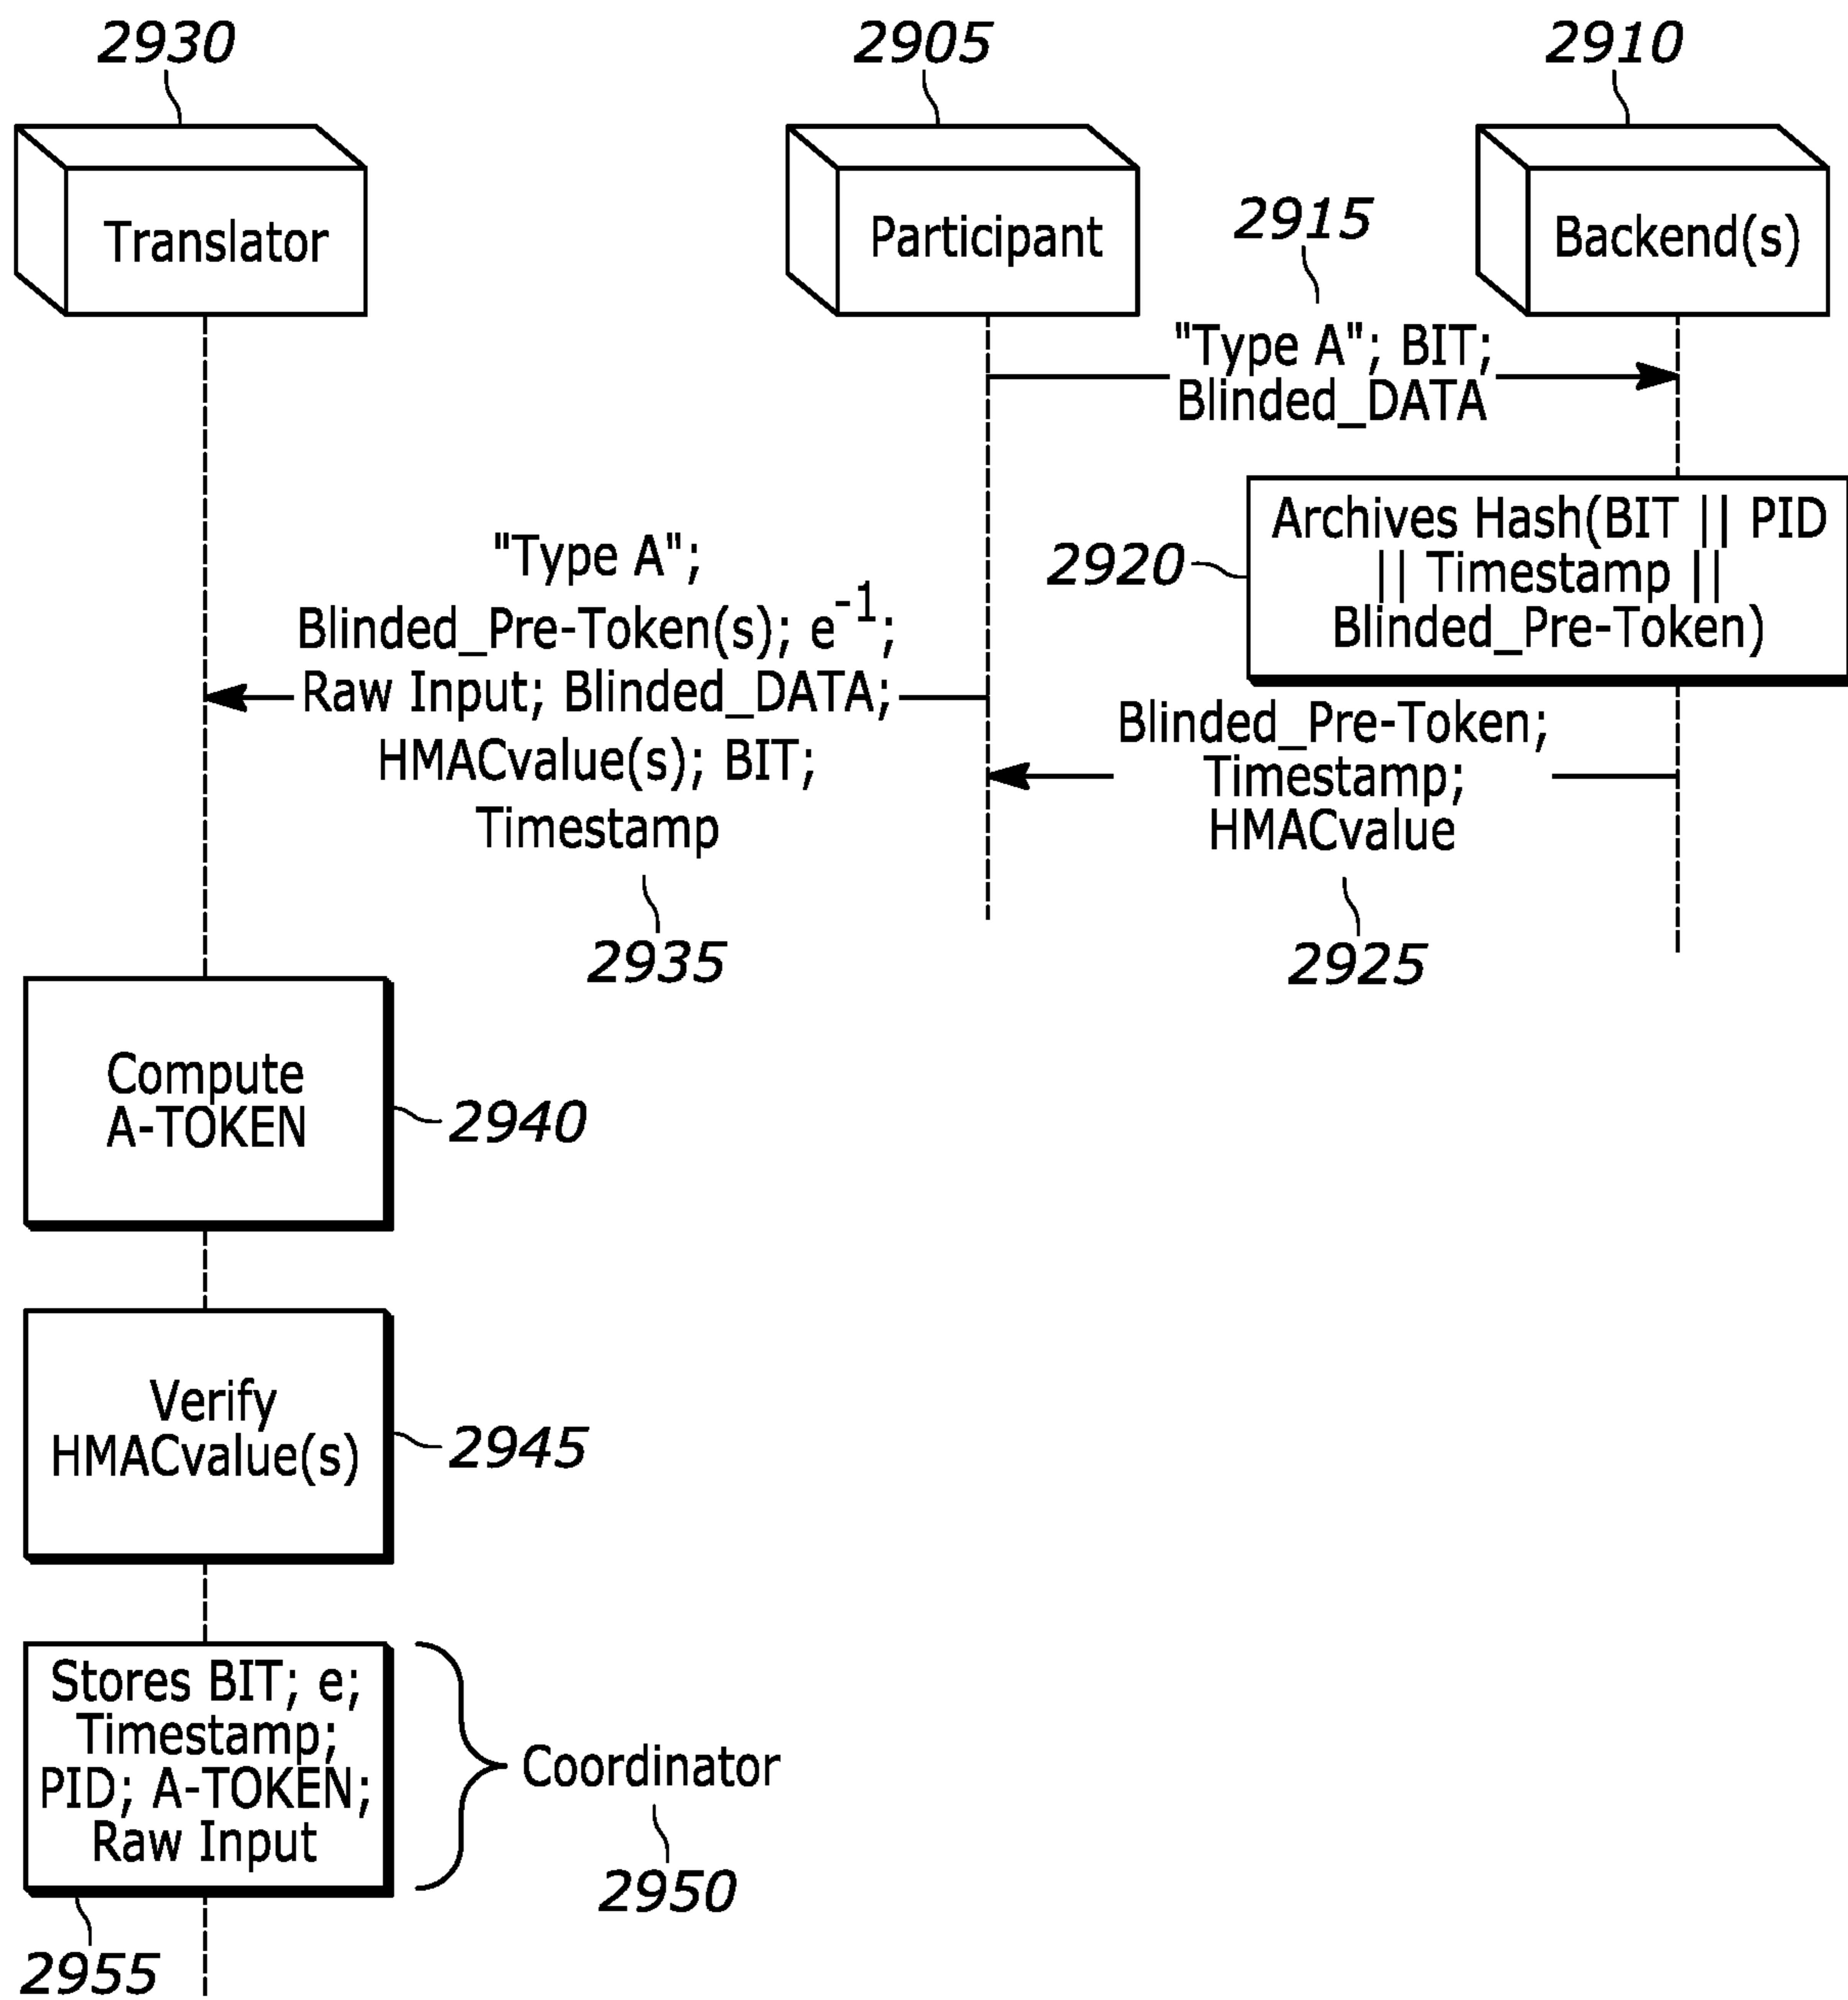 2930
2905
2910
Translator
Participant
2915
Backend(s)
"Type A"; BIT;
Blinded_DATA
Archives Hash(BIT || PID
|| Timestamp ||
Blinded_Pre-Token)
2920
"Type A";
Blinded_Pre-Token(s); e⁻¹;
Raw Input; Blinded_DATA;
HMACvalue(s); BIT;
Timestamp
Blinded_Pre-Token;
Timestamp;
HMACvalue
2935
2925
Compute
A-TOKEN
2940
Verify
HMACvalue(s)
2945
Stores BIT; e;
Timestamp;
PID; A-TOKEN;
Raw Input
Coordinator
2950
2955